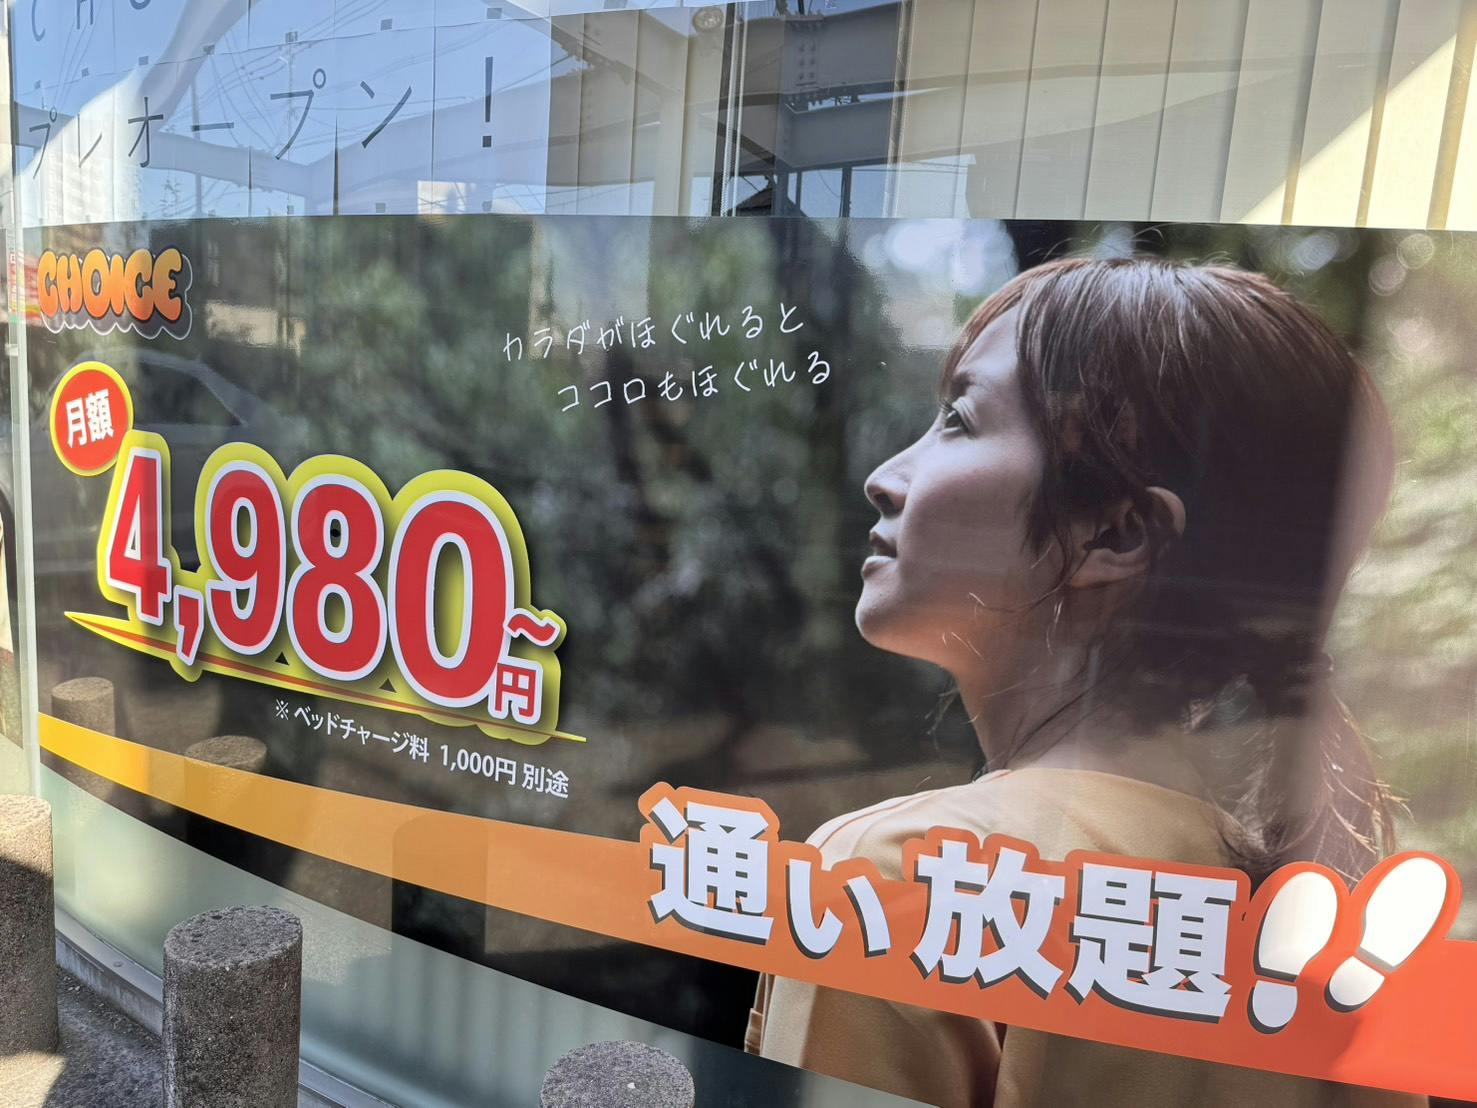 プレオープン!
CHOICE
カラダがほぐれると
ココロもほぐれる
月額
4,980円~
※ ベッドチャージ料 1,000円 別途
通い放題!!